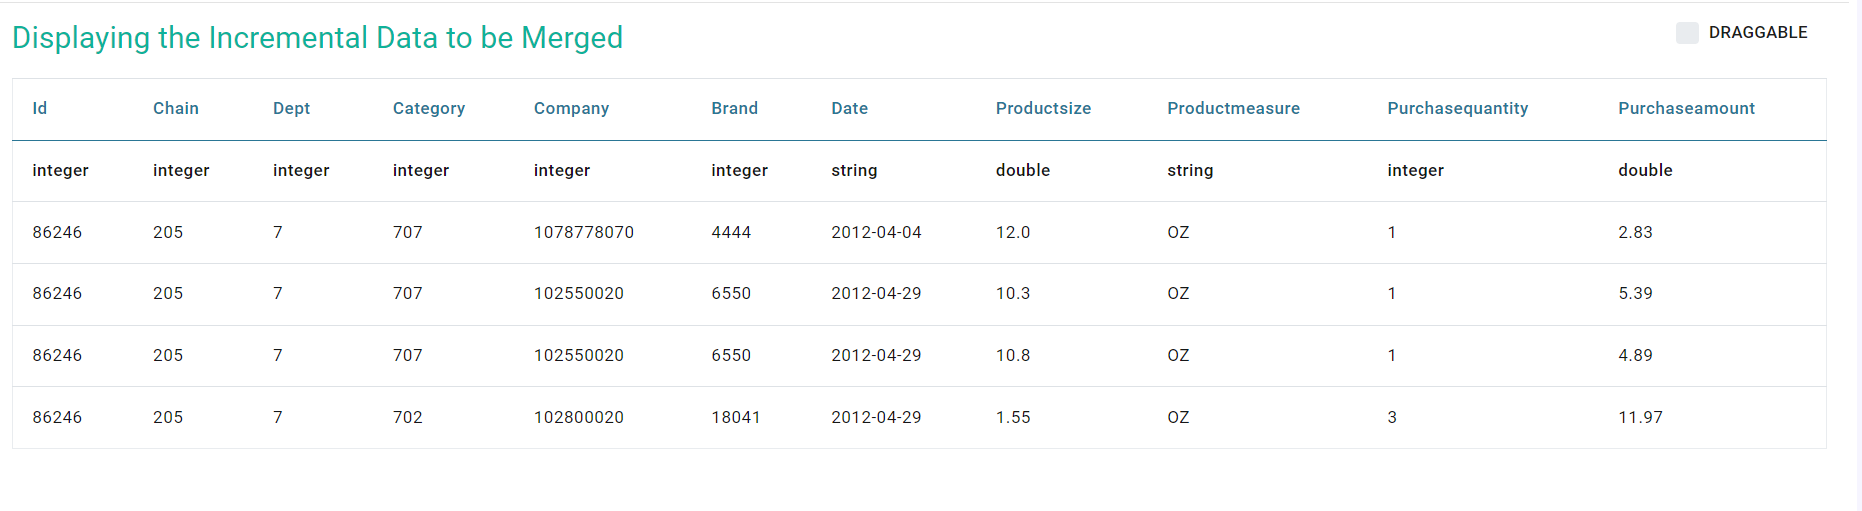 Displaying the Incremental Data to be Merged
DRAGGABLE
Id Chain Dept Category Company Brand Date Productsize Productmeasure Purchasequantity Purchaseamount
integer integer integer integer integer integer string double string integer double
86246 205 7 707 1078778070 4444 2012-04-04 12.0 OZ 1 2.83
86246 205 7 707 102550020 6550 2012-04-29 10.3 OZ 1 5.39
86246 205 7 707 102550020 6550 2012-04-29 10.8 OZ 1 4.89
86246 205 7 702 102800020 18041 2012-04-29 1.55 OZ 3 11.97